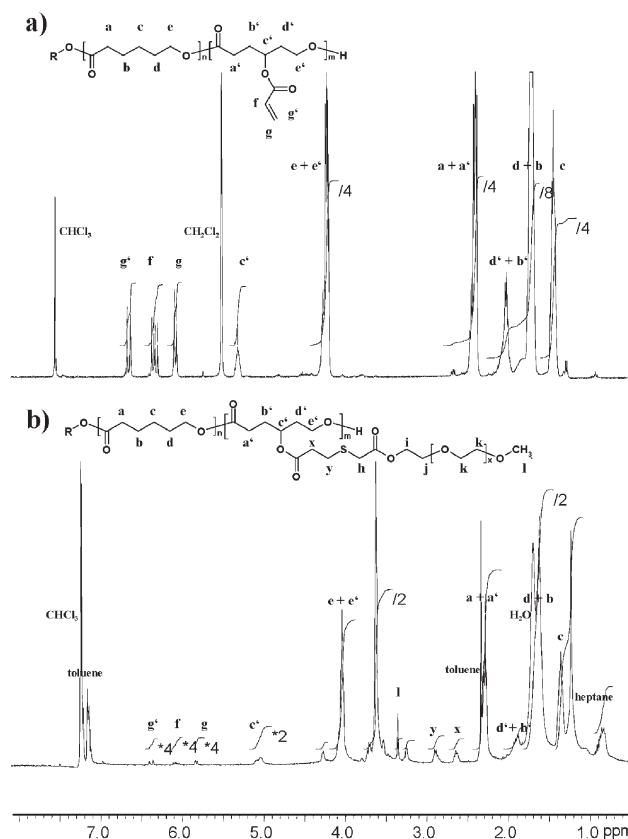 a)
a c e b' d'
R O O O n c' O m H
O b d a' O e'
O
f g'
g
e + e' a + a' d + b c
/4 /4 /8 /4
CHCl3 CH2Cl2
g' f g c' d' + b'
b)
a c e b' d'
R O O O n c' e' O m H
O b d a' O x O i k
O y S h O j O k x O CH3
l
/2
e + e' /2 a + a' d + b
CHCl3 H2O
toluene l toluene c heptane
g' f g c' y x d' + b'
*4 *4 *4 *2
7.0 6.0 5.0 4.0 3.0 2.0 1.0 ppm